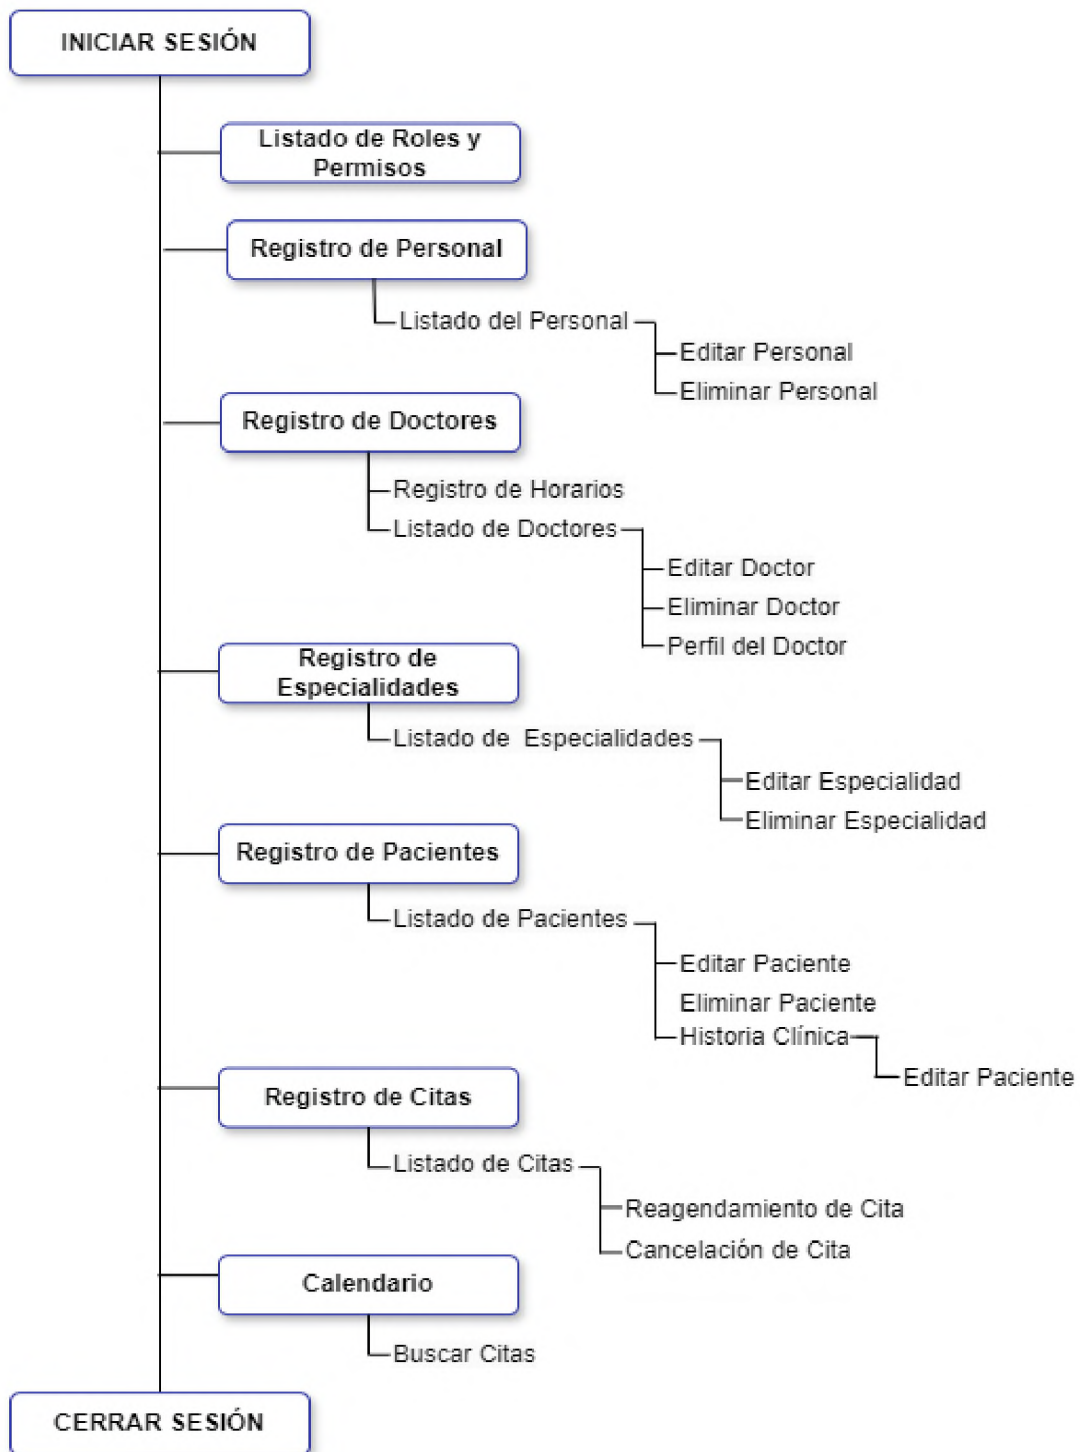 INICIAR SESIÓN
Listado de Roles y
Permisos
Registro de Personal
Listado del Personal
Editar Personal
Eliminar Personal
Registro de Doctores
Registro de Horarios
Listado de Doctores
Editar Doctor
Eliminar Doctor
Perfil del Doctor
Registro de
Especialidades
Listado de Especialidades
Editar Especialidad
Eliminar Especialidad
Registro de Pacientes
Listado de Pacientes
Editar Paciente
Eliminar Paciente
Historia Clínica
Editar Paciente
Registro de Citas
Listado de Citas
Reagendamiento de Cita
Cancelación de Cita
Calendario
Buscar Citas
CERRAR SESIÓN